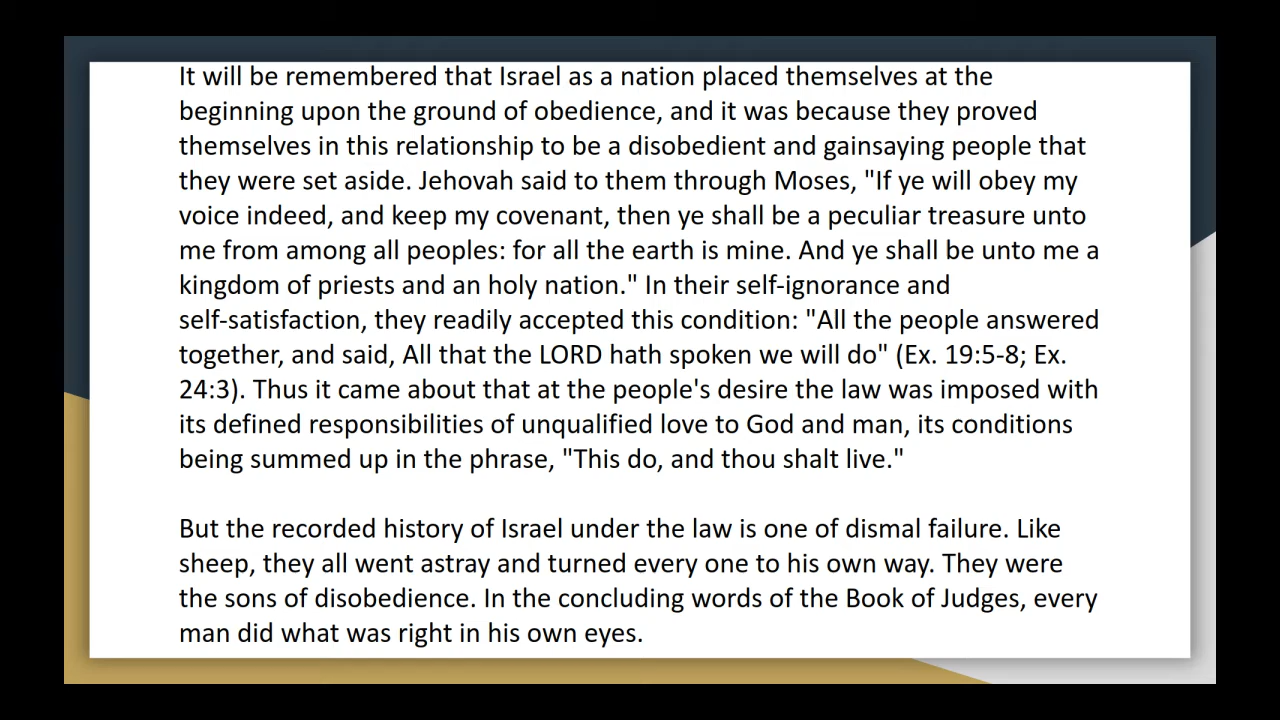 It will be remembered that Israel as a nation placed themselves at the
beginning upon the ground of obedience, and it was because they proved
themselves in this relationship to be a disobedient and gainsaying people that
they were set aside. Jehovah said to them through Moses, "If ye will obey my
voice indeed, and keep my covenant, then ye shall be a peculiar treasure unto
me from among all peoples: for all the earth is mine. And ye shall be unto me a
kingdom of priests and an holy nation." In their self-ignorance and
self-satisfaction, they readily accepted this condition: "All the people answered
together, and said, All that the LORD hath spoken we will do" (Ex. 19:5-8; Ex.
24:3). Thus it came about that at the people's desire the law was imposed with
its defined responsibilities of unqualified love to God and man, its conditions
being summed up in the phrase, "This do, and thou shalt live."
But the recorded history of Israel under the law is one of dismal failure. Like
sheep, they all went astray and turned every one to his own way. They were
the sons of disobedience. In the concluding words of the Book of Judges, every
man did what was right in his own eyes.